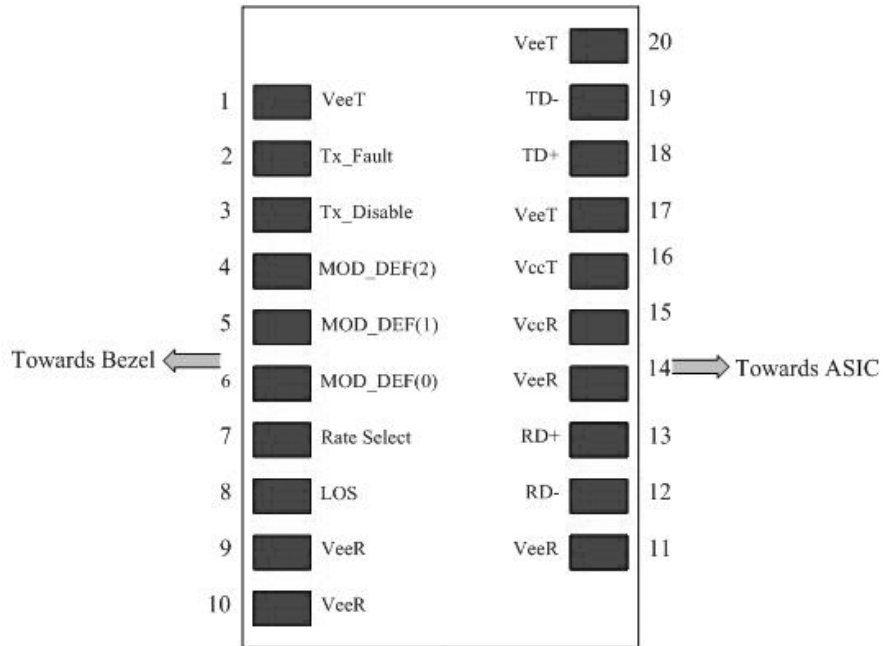 VeeT 20
1 VeeT TD- 19
2 Tx_Fault TD+ 18
3 Tx_Disable VeeT 17
4 MOD_DEF(2) VccT 16
5 MOD_DEF(1) VccR 15
Towards Bezel
6 MOD_DEF(0) VeeR 14
Towards ASIC
7 Rate Select RD+ 13
8 LOS RD- 12
9 VeeR VeeR 11
10 VeeR